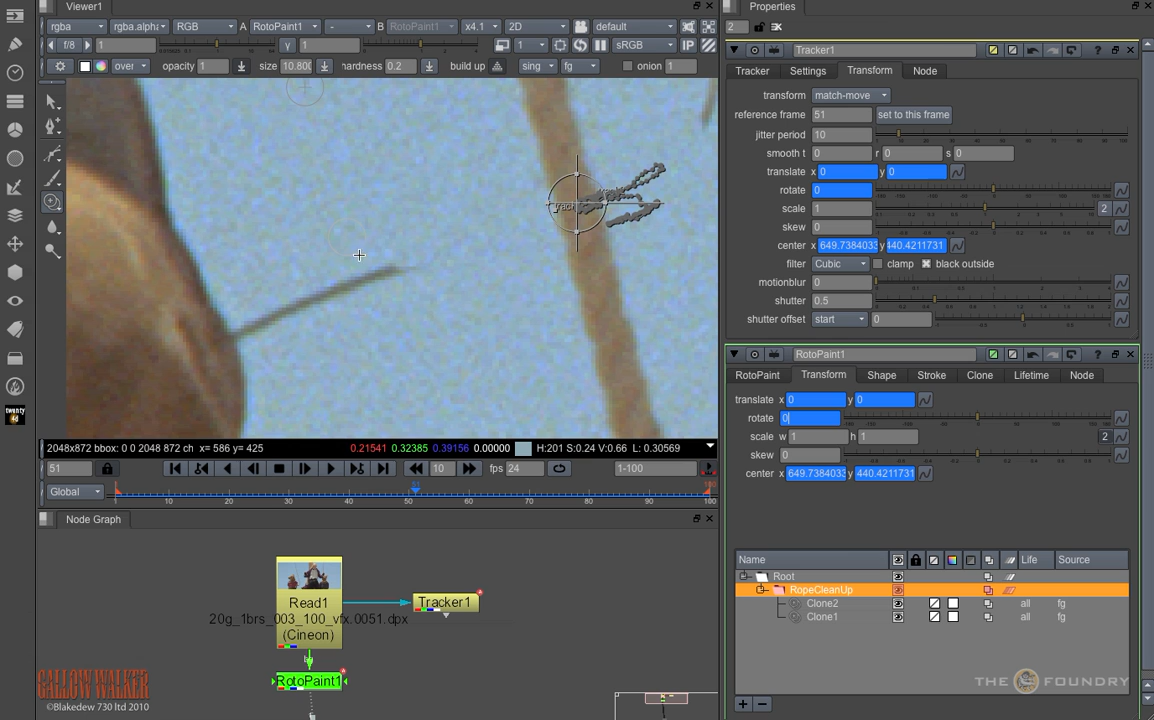 Viewer1
rgba rgba.alpha RGB A RotoPaint1 - B RotoPaint1 x4.1 2D default
f/8 1 γ 1 1 sRGB IP
over opacity 1 size 10.800 hardness 0.2 build up sing fg onion 1
2048x872 bbox: 0 0 2048 872 ch x= 586 y= 425 0.21541 0.32385 0.39156 0.00000 H:201 S:0.24 V:0.66 L: 0.30569
51 10 fps 24 1-100
Global 1 10 20 30 40 51 60 70 80 90 100
Node Graph
Read1
20g_1brs_003_100_vfx.0051.dpx
(Cineon)
Tracker1
RotoPaint1
GALLOW WALKER
©Blakedew 730 ltd 2010
Properties
2
Tracker1
Tracker Settings Transform Node
transform match-move
reference frame 51 set to this frame
jitter period 10
smooth t 0 r 0 s 0
translate x 0 y 0
rotate 0
scale 1 2
skew 0
center x 649.7384033 y 440.4211731
filter Cubic clamp black outside
motionblur 0
shutter 0.5
shutter offset start 0
RotoPaint1
RotoPaint Transform Shape Stroke Clone Lifetime Node
translate x 0 y 0
rotate 0
scale w 1 h 1 2
skew 0
center x 649.7384033 y 440.4211731
Name Life Source
Root
RopeCleanUp
Clone2 all fg
Clone1 all fg
THE FOUNDRY